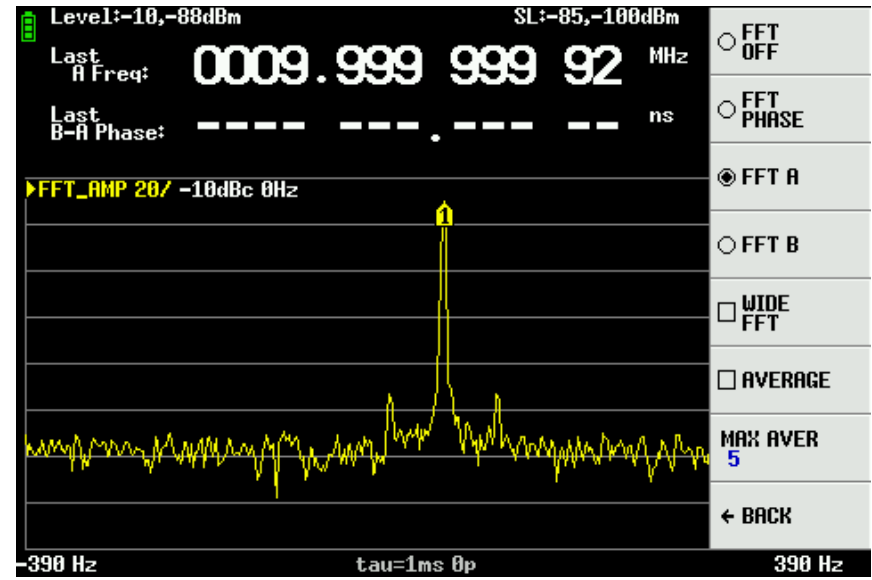 Level:-10,-88dBm SL:-85,-100dBm
Last
A Freq: 0009.999 999 92 MHz
Last
B-A Phase: ---- ---.--- -- ns
▶FFT_AMP 20/ -10dBc 0Hz
1
-390 Hz tau=1ms 0p 390 Hz
FFT
OFF
FFT
PHASE
FFT A
FFT B
WIDE
FFT
AVERAGE
MAX AVER
5
← BACK